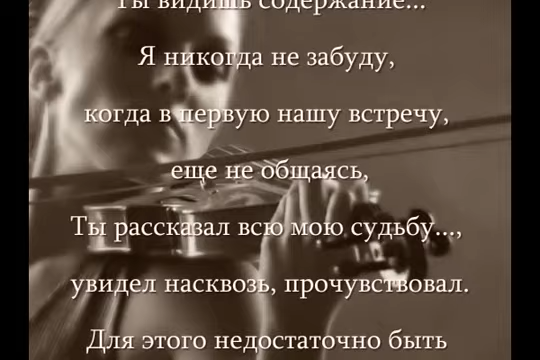 Ты видишь содержание...
Я никогда не забуду,
когда в первую нашу встречу,
еще не общаясь,
Ты рассказал всю мою судьбу...,
увидел насквозь, прочувствовал.
Для этого недостаточно быть